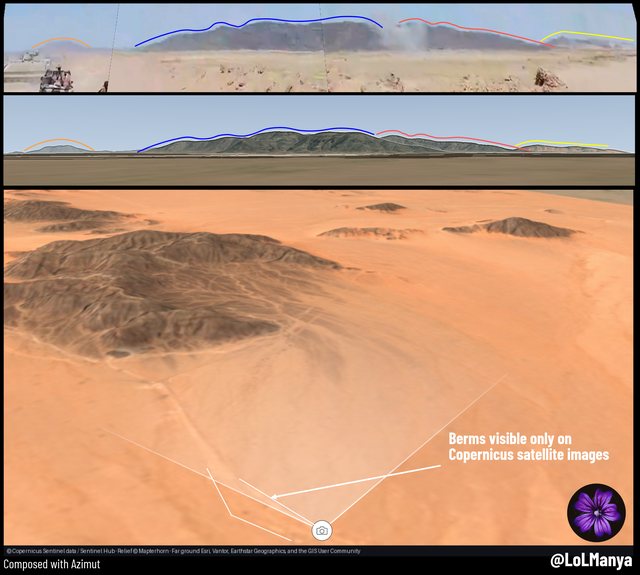 Berms visible only on
Copernicus satellite images
© Copernicus Sentinel data / Sentinel Hub · Relief © Mapterhorn · Far ground Esri, Vantor, Earthstar Geographics, and the GIS User Community
Composed with Azimut
@LoLManya